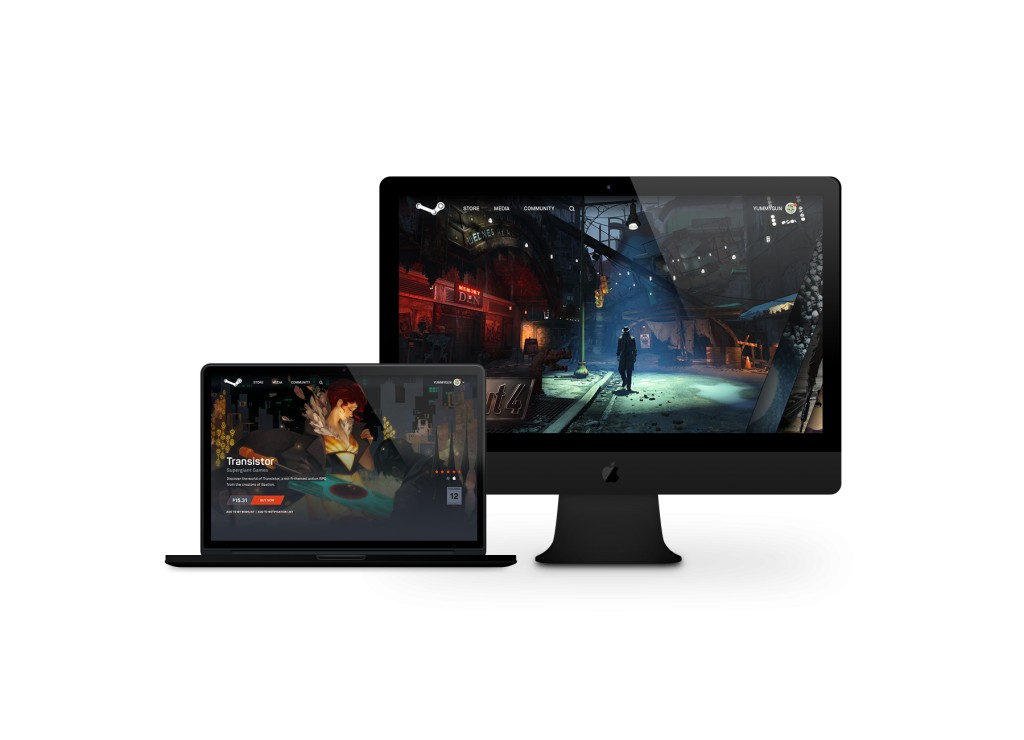 STORE MEDIA COMMUNITY YUMMYGUN
MEMORY
DEN
ut4
STORE MEDIA COMMUNITY YUMMYGUN
Transistor
Supergiant Games
Discover the world of Transistor, a sci-fi themed action RPG,
from the creators of Bastion.
$15.31 BUY NOW
12
ADD TO MY WISHLIST + ADD TO NOTIFICATION LIST